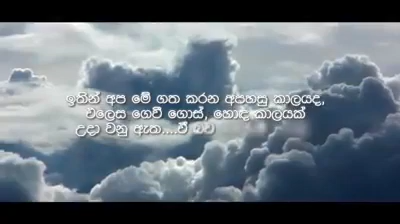 ඉතින් අප මේ ගත කරන අපහසු කාලයද,
එලෙස ගෙවී ගොස්, හොඳ කාලයක්
උදා වනු ඇත....ඒ බව